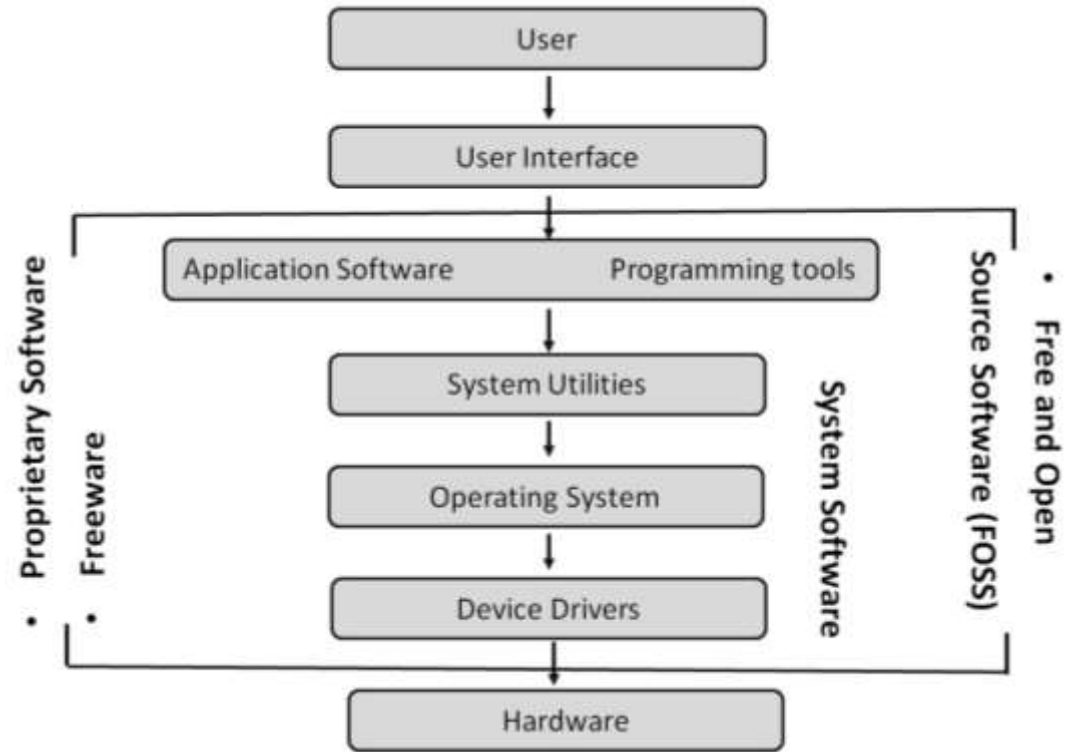 User
User Interface
Application Software
Programming tools
System Utilities
Operating System
Device Drivers
Hardware
• Proprietary Software
• Freeware
System Software
• Free and Open
Source Software (FOSS)